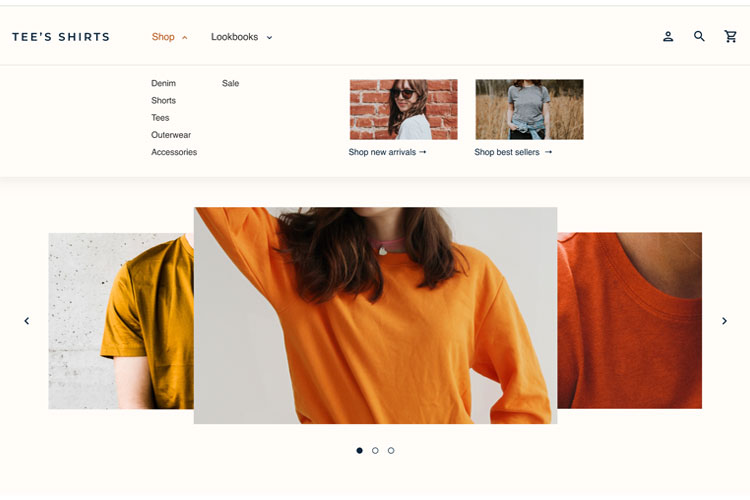 TEE'S SHIRTS
Shop
Lookbooks
Denim
Shorts
Tees
Outerwear
Accessories
Sale
Shop new arrivals →
Shop best sellers →